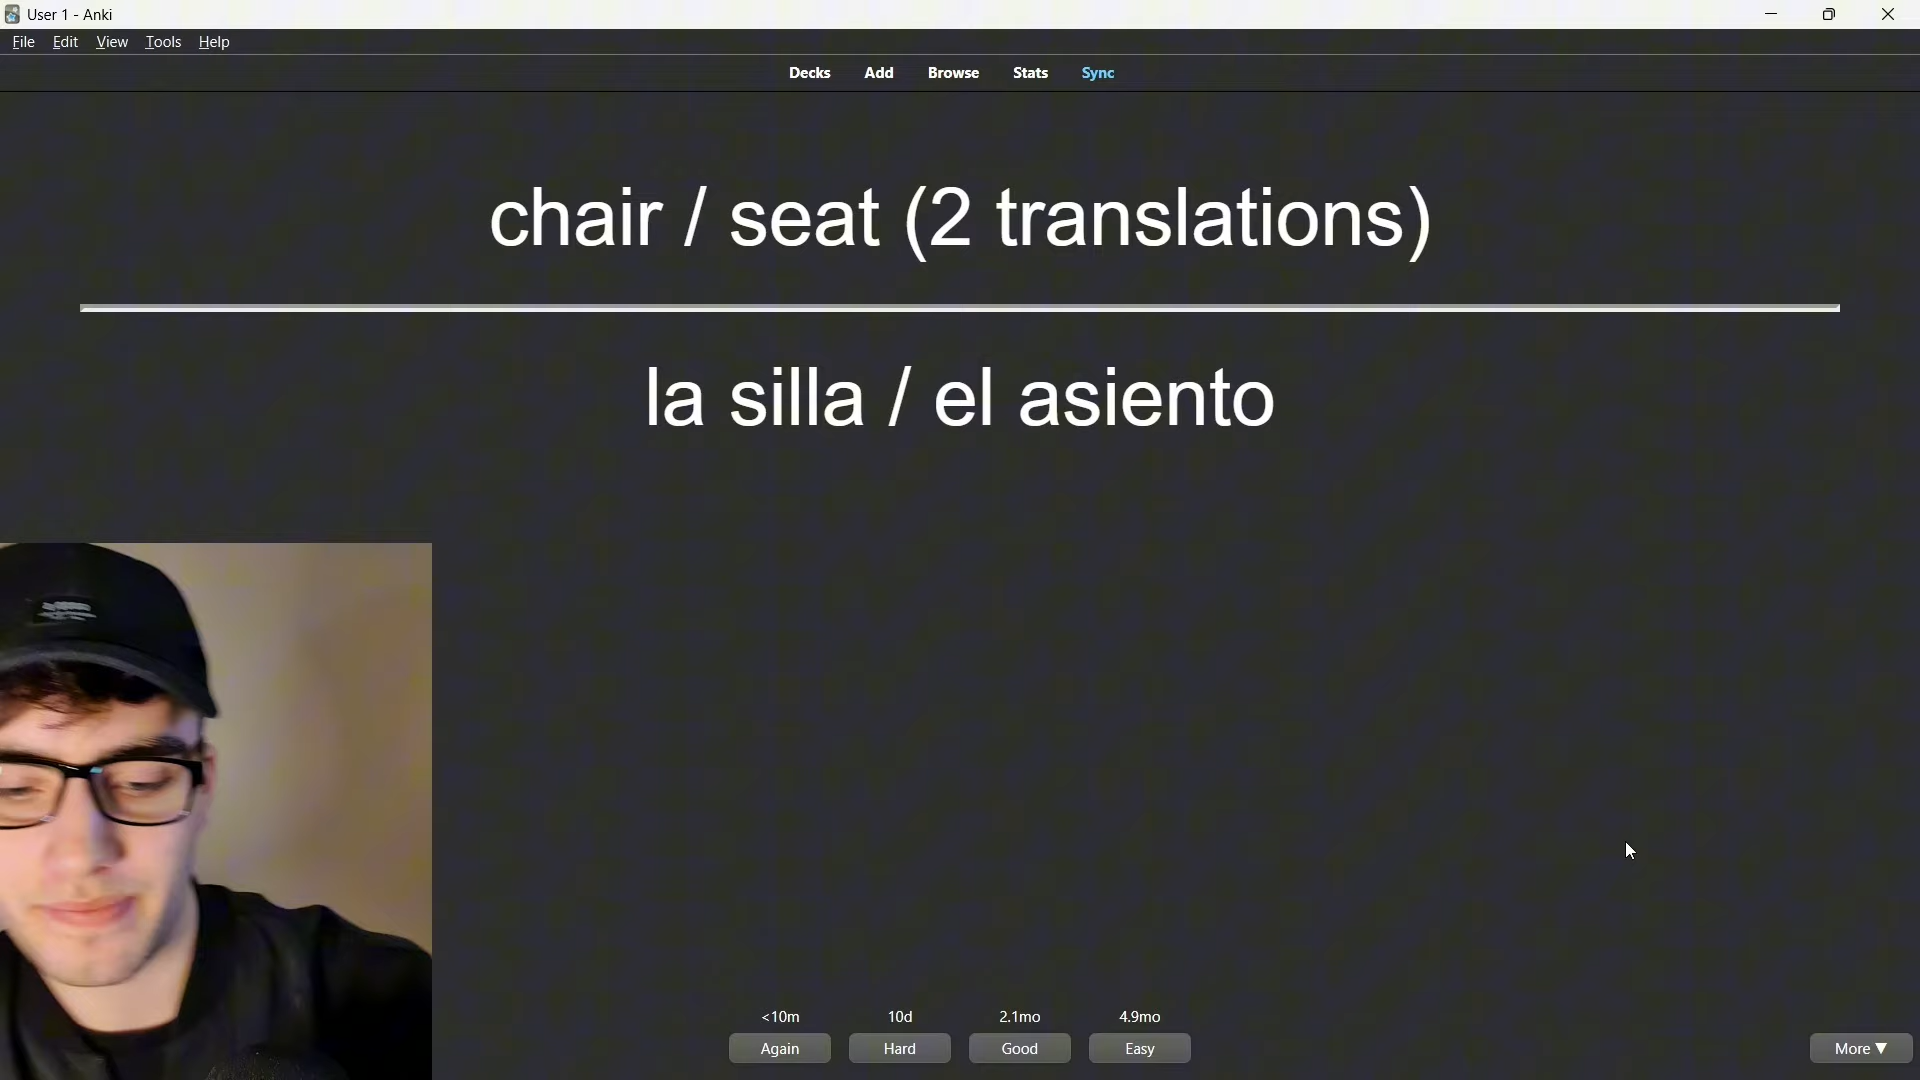 User 1 - Anki
File Edit View Tools Help
Decks Add Browse Stats Sync
chair / seat (2 translations)
la silla / el asiento
<10m 10d 2.1mo 4.9mo
Again Hard Good Easy
More ▼